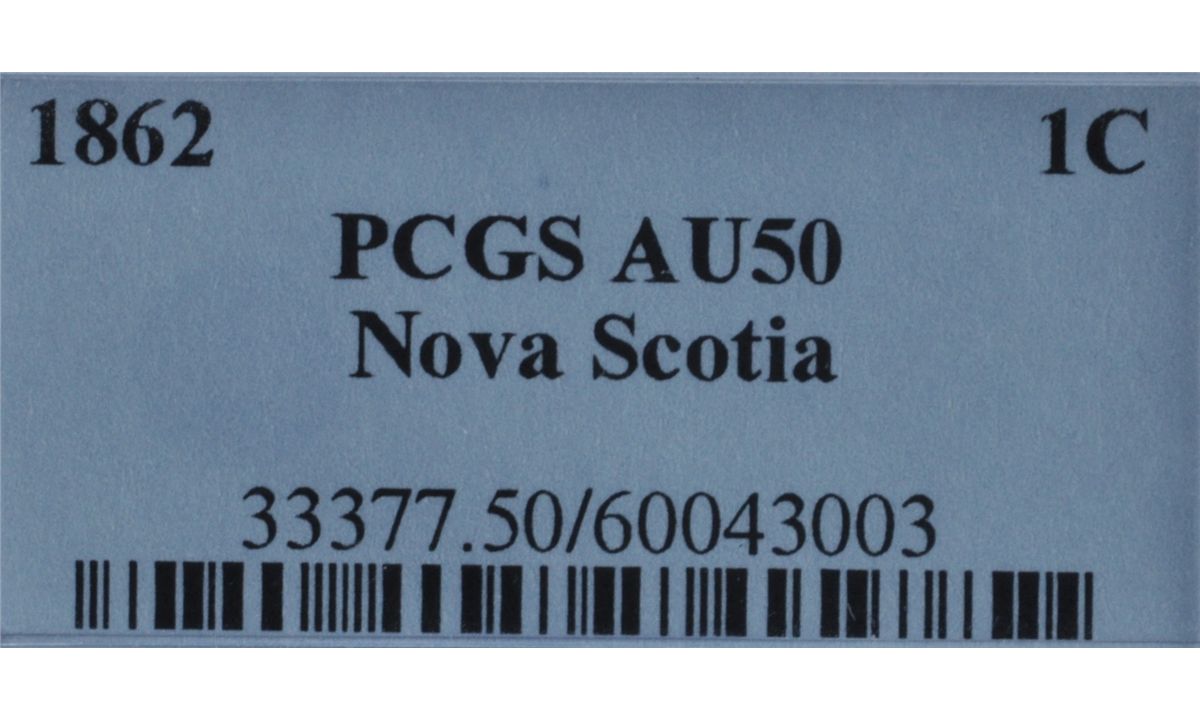 1862 1C
PCGS AU50
Nova Scotia
33377.50/60043003